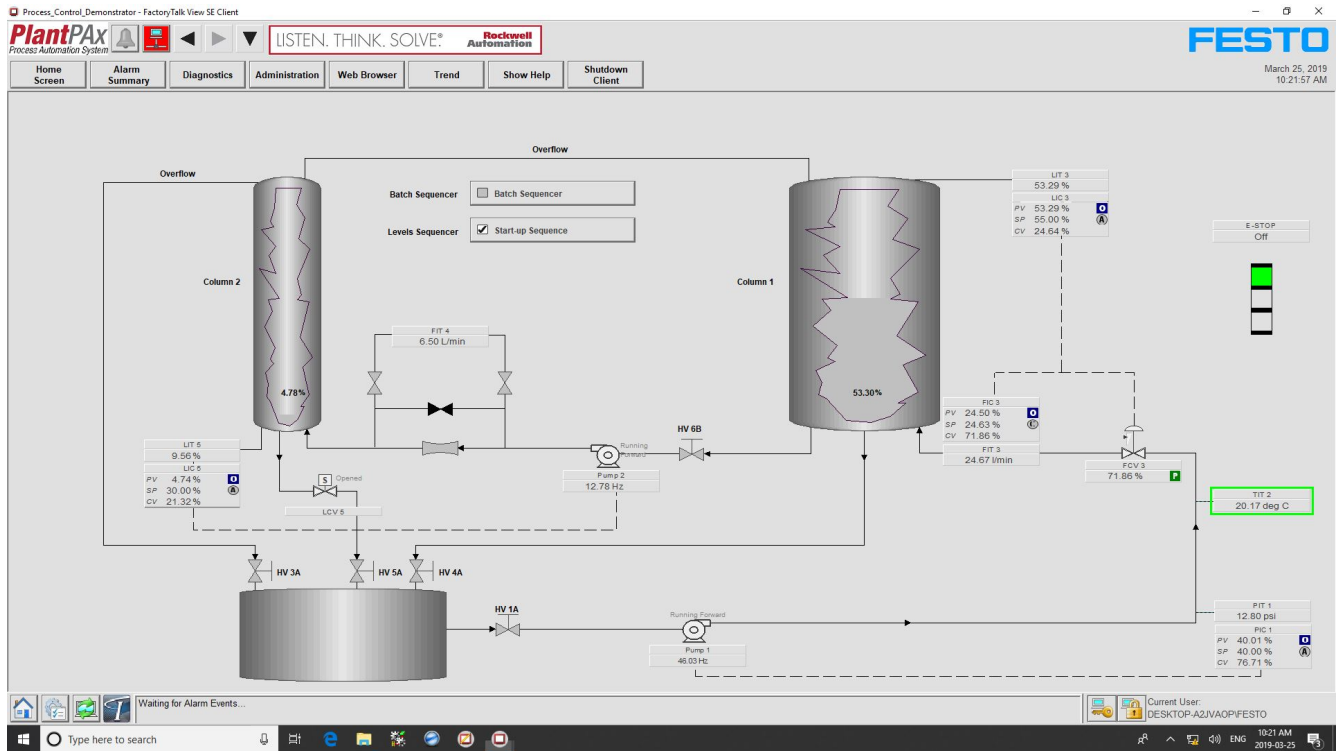 Process_Control_Demonstrator - FactoryTalk View SE Client
PlantPAx
Process Automation System
LISTEN. THINK. SOLVE.®
Rockwell
Automation
FESTO
Home
Screen
Alarm
Summary
Diagnostics
Administration
Web Browser
Trend
Show Help
Shutdown
Client
March 25, 2019
10:21:57 AM
Overflow
Overflow
Batch Sequencer
Batch Sequencer
Levels Sequencer
Start-up Sequence
LIT 3
53.29 %
LIC 3
PV 53.29 % O
SP 55.00 % A
CV 24.64 %
E-STOP
Off
Column 2
Column 1
FIT 4
6.50 L/min
4.78%
53.30%
FIC 3
PV 24.50 % O
SP 24.63 % C
CV 71.86 %
FIT 3
24.67 l/min
FCV 3
71.86 % P
HV 6B
Running
Forward
Pump 2
12.78 Hz
LIT 5
9.56 %
LIC 5
PV 4.74 % O
SP 30.00 % A
CV 21.32 %
S Opened
LCV 5
TIT 2
20.17 deg C
HV 3A
HV 5A
HV 4A
HV 1A
Running Forward
Pump 1
46.03 Hz
PIT 1
12.80 psi
PIC 1
PV 40.01 % O
SP 40.00 % A
CV 76.71 %
Waiting for Alarm Events...
Current User:
DESKTOP-A2JVAOP\FESTO
Type here to search
ENG
10:21 AM
2019-03-25
3